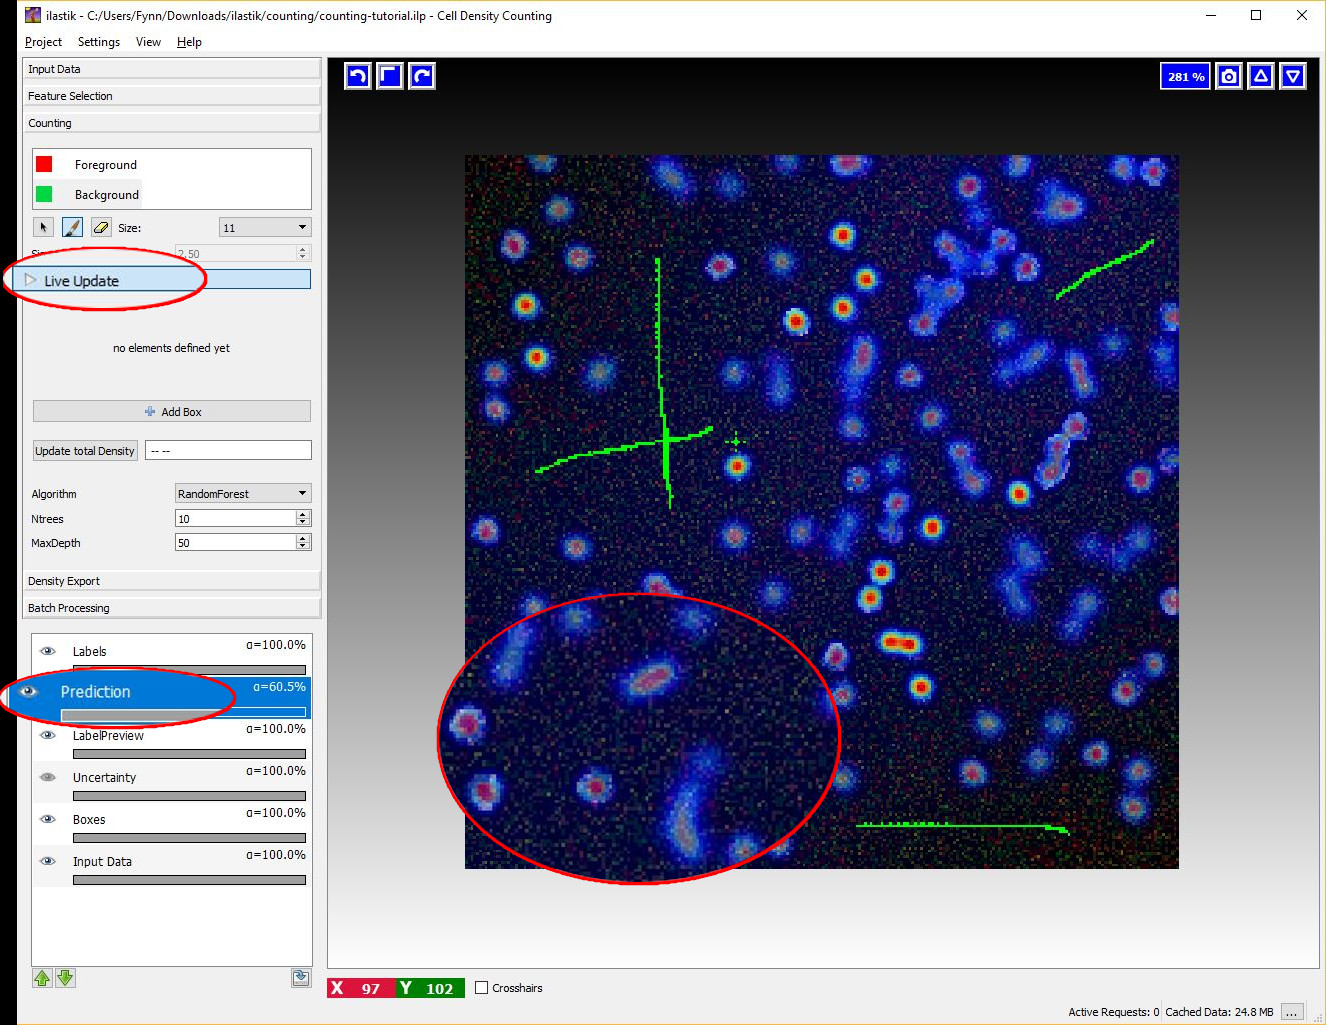 ilastik - C:/Users/Fynn/Downloads/ilastik/counting/counting-tutorial.ilp - Cell Density Counting
Project Settings View Help
Input Data
Feature Selection
Counting
Foreground
Background
Size: 11
2.50
Live Update
no elements defined yet
Add Box
Update total Density -- --
Algorithm RandomForest
Ntrees 10
MaxDepth 50
Density Export
Batch Processing
Labels α=100.0%
Prediction α=60.5%
LabelPreview α=100.0%
Uncertainty α=100.0%
Boxes α=100.0%
Input Data α=100.0%
281 %
X 97 Y 102 Crosshairs
Active Requests: 0 Cached Data: 24.8 MB ...